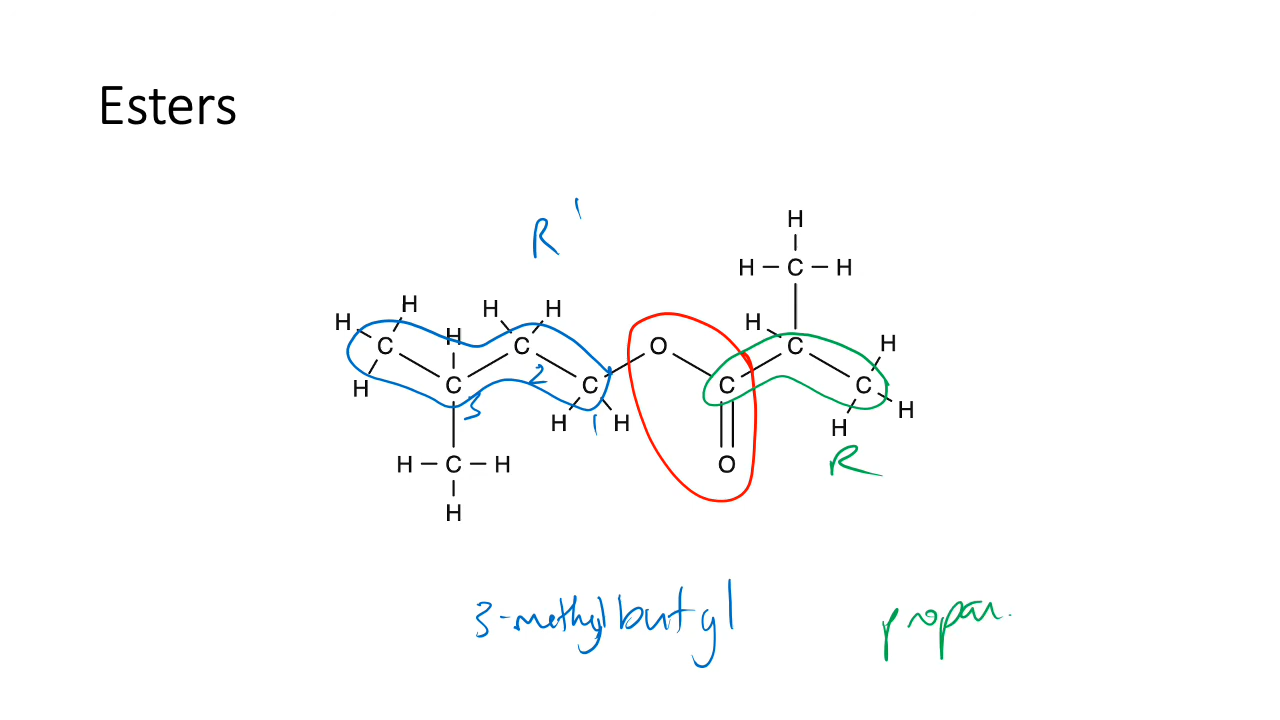 Esters
R'
H
H – C – H
H H H H H H H
C C O C H
H C C C C H
H 2 H
3 H 1 H H
H – C – H O R
H
3-methylbutyl propan.